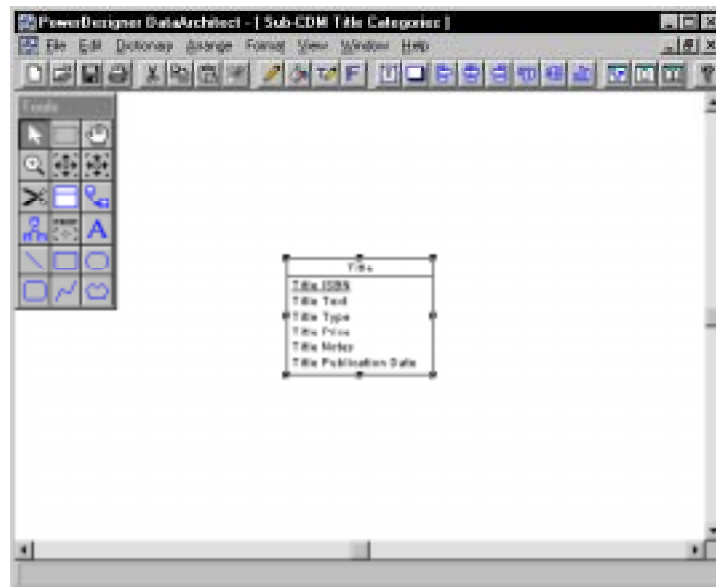 PowerDesigner DataArchitect - [ Sub-CDM Title Categories ]
File Edit Dictionary Arrange Format View Window Help
Tools
A
Title
Title ISBN
Title Text
Title Type
Title Price
Title Notes
Title Publication Date